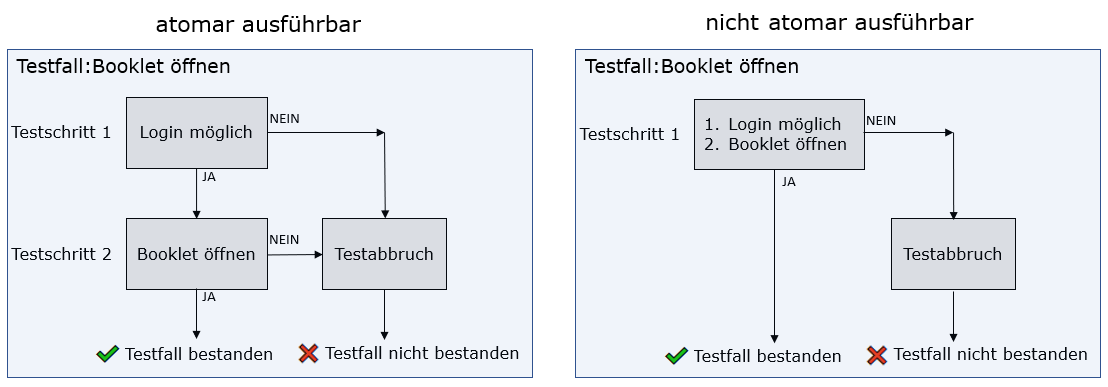 atomar ausführbar
Testfall:Booklet öffnen
Testschritt 1
Login möglich
NEIN
JA
Testschritt 2
Booklet öffnen
NEIN
Testabbruch
JA
Testfall bestanden
Testfall nicht bestanden
nicht atomar ausführbar
Testfall:Booklet öffnen
Testschritt 1
1. Login möglich
2. Booklet öffnen
NEIN
JA
Testabbruch
Testfall bestanden
Testfall nicht bestanden